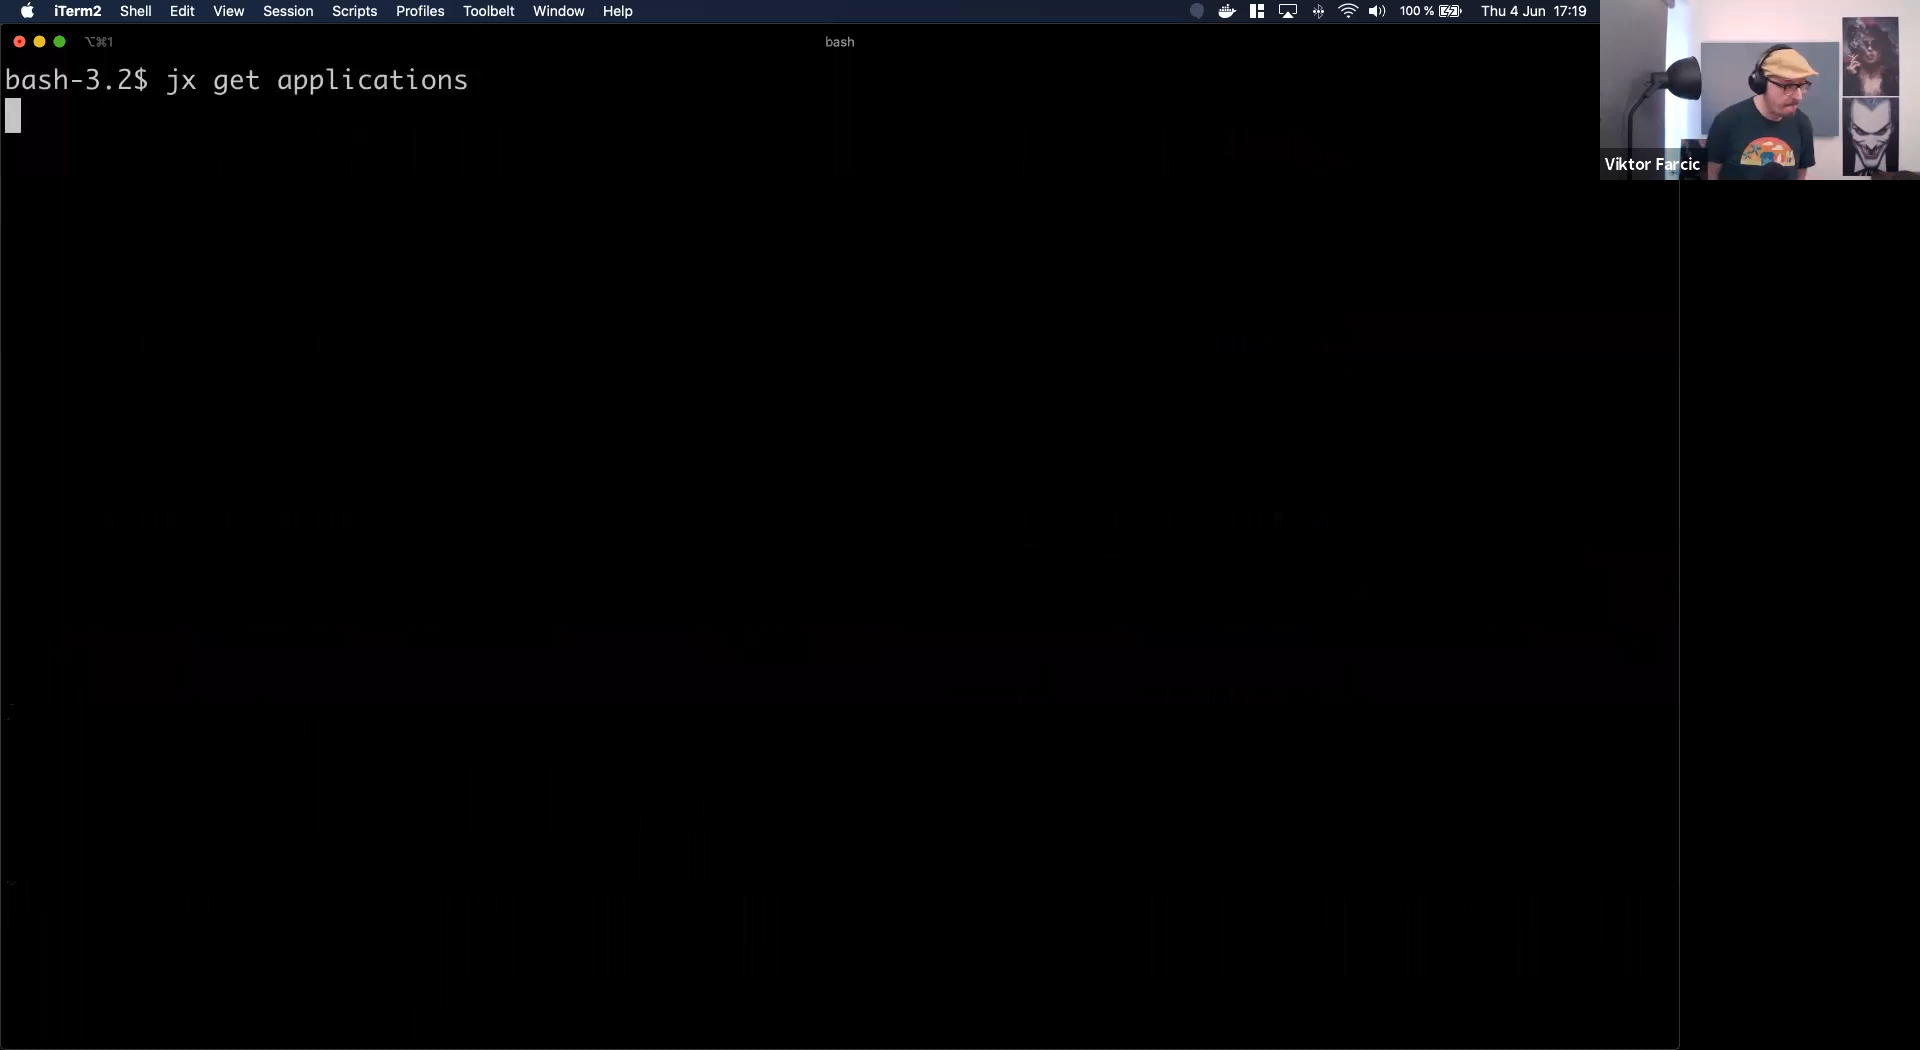 iTerm2 Shell Edit View Session Scripts Profiles Toolbelt Window Help 100 % Thu 4 Jun 17:19
⌥⌘1 bash
bash-3.2$ jx get applications
Viktor Farcic